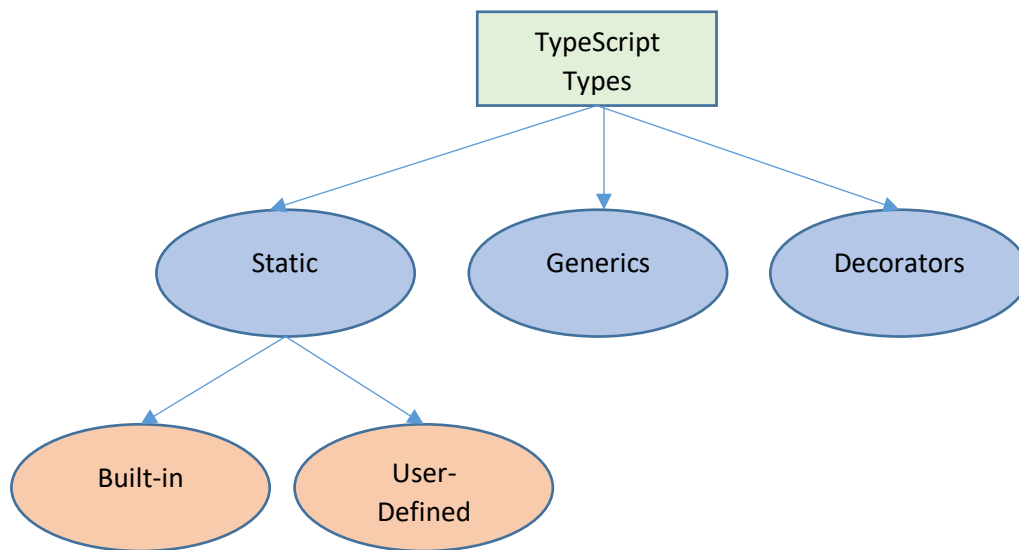 TypeScript
Types
Static
Generics
Decorators
Built-in
User-
Defined